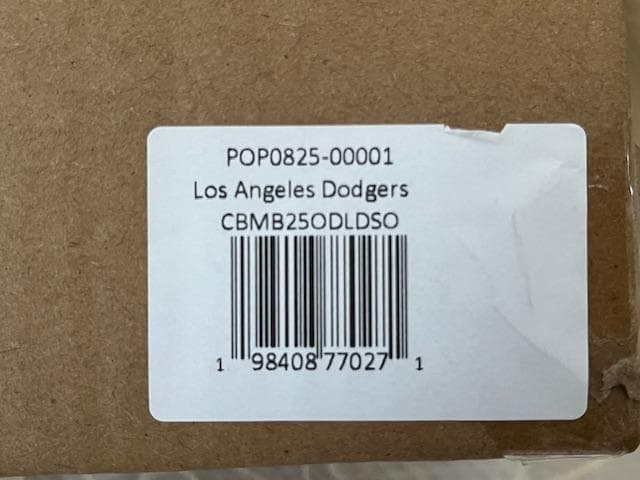 POP0825-00001
Los Angeles Dodgers
CBMB25ODLDSO
1 98408 77027 1